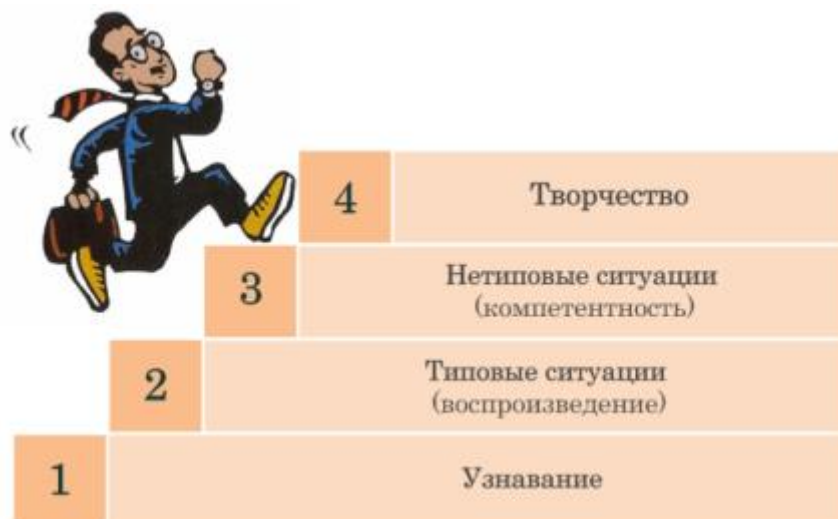 4
Творчество
3
Нетиповые ситуации
(компетентность)
2
Типовые ситуации
(воспроизведение)
1
Узнавание